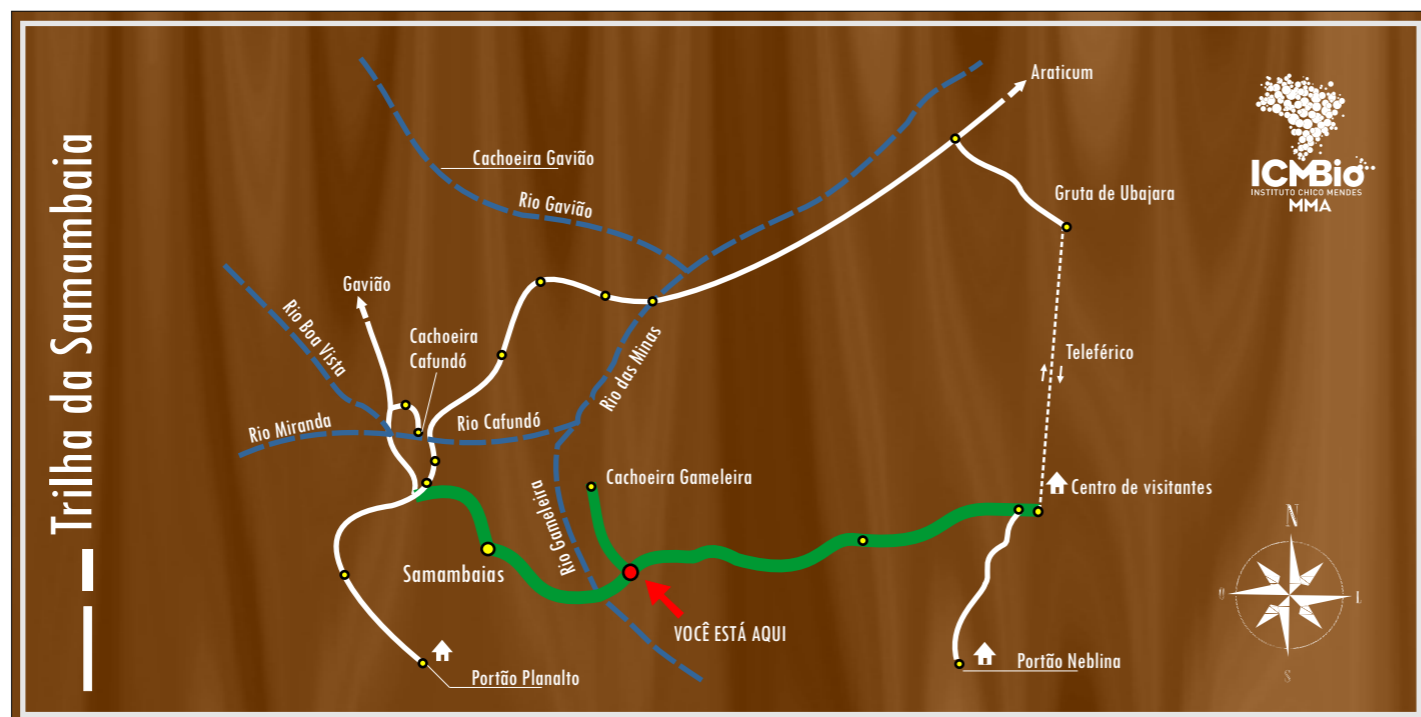 Trilha da Samambaia
Araticum
ICMBio
INSTITUTO CHICO MENDES
MMA
Cachoeira Gavião
Gruta de Ubajara
Rio Gavião
Gavião
Rio Boa Vista
Cachoeira
Cafundó
Rio das Minas
Teleférico
Rio Miranda
Rio Cafundó
Cachoeira Gameleira
Rio Gameleira
Centro de visitantes
N
Samambaias
O
L
VOCÊ ESTÁ AQUI
Portão Planalto
Portão Neblina
S